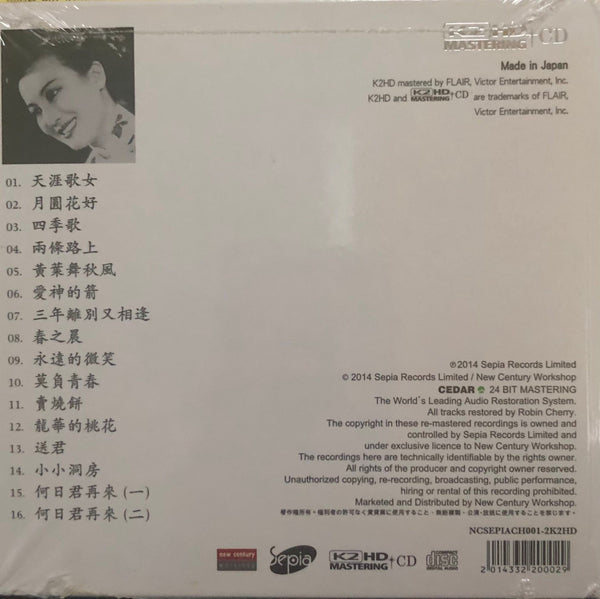 K2HD MASTERING +CD
Made in Japan
K2HD mastered by FLAIR, Victor Entertainment, Inc.
K2HD and K2HD MASTERING +CD are trademarks of FLAIR,
Victor Entertainment, Inc.
01. 天涯歌女
02. 月圓花好
03. 四季歌
04. 兩條路上
05. 黃葉舞秋風
06. 愛神的箭
07. 三年離別又相逢
08. 春之晨
09. 永遠的微笑
10. 莫負青春
11. 賣燒餅
12. 龍華的桃花
13. 送君
14. 小小洞房
15. 何日君再來 (一)
16. 何日君再來 (二)
℗2014 Sepia Records Limited
© 2014 Sepia Records Limited / New Century Workshop
CEDAR 24 BIT MASTERING
The World's Leading Audio Restoration System.
All tracks restored by Robin Cherry.
The copyright in these re-mastered recordings is owned and
controlled by Sepia Records Limited and
under exclusive licence to New Century Workshop.
The recordings here are technically identifiable by the rights owner.
All rights of the producer and copyright owner reserved.
Unauthorized copying, re-recording, broadcasting, public performance,
hiring or rental of this recording prohibited.
Marketed and Distributed by New Century Workshop.
NCSEPIACH001-2K2HD
new century workshop
Sepia
K2HD MASTERING +CD
COMPACT disc DIGITAL AUDIO
2 014332 200029